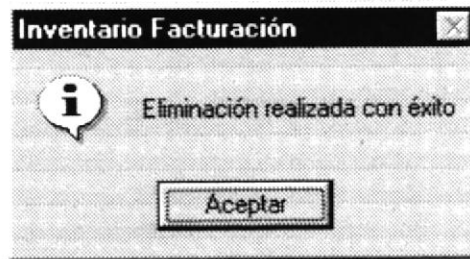 Inventario Facturación
Eliminación realizada con éxito
Aceptar